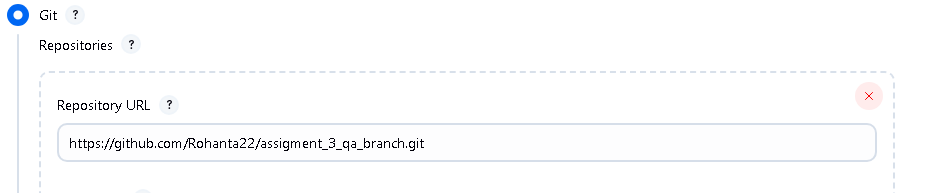 Git ?
Repositories ?
Repository URL ?
https://github.com/Rohanta22/assigment_3_qa_branch.git